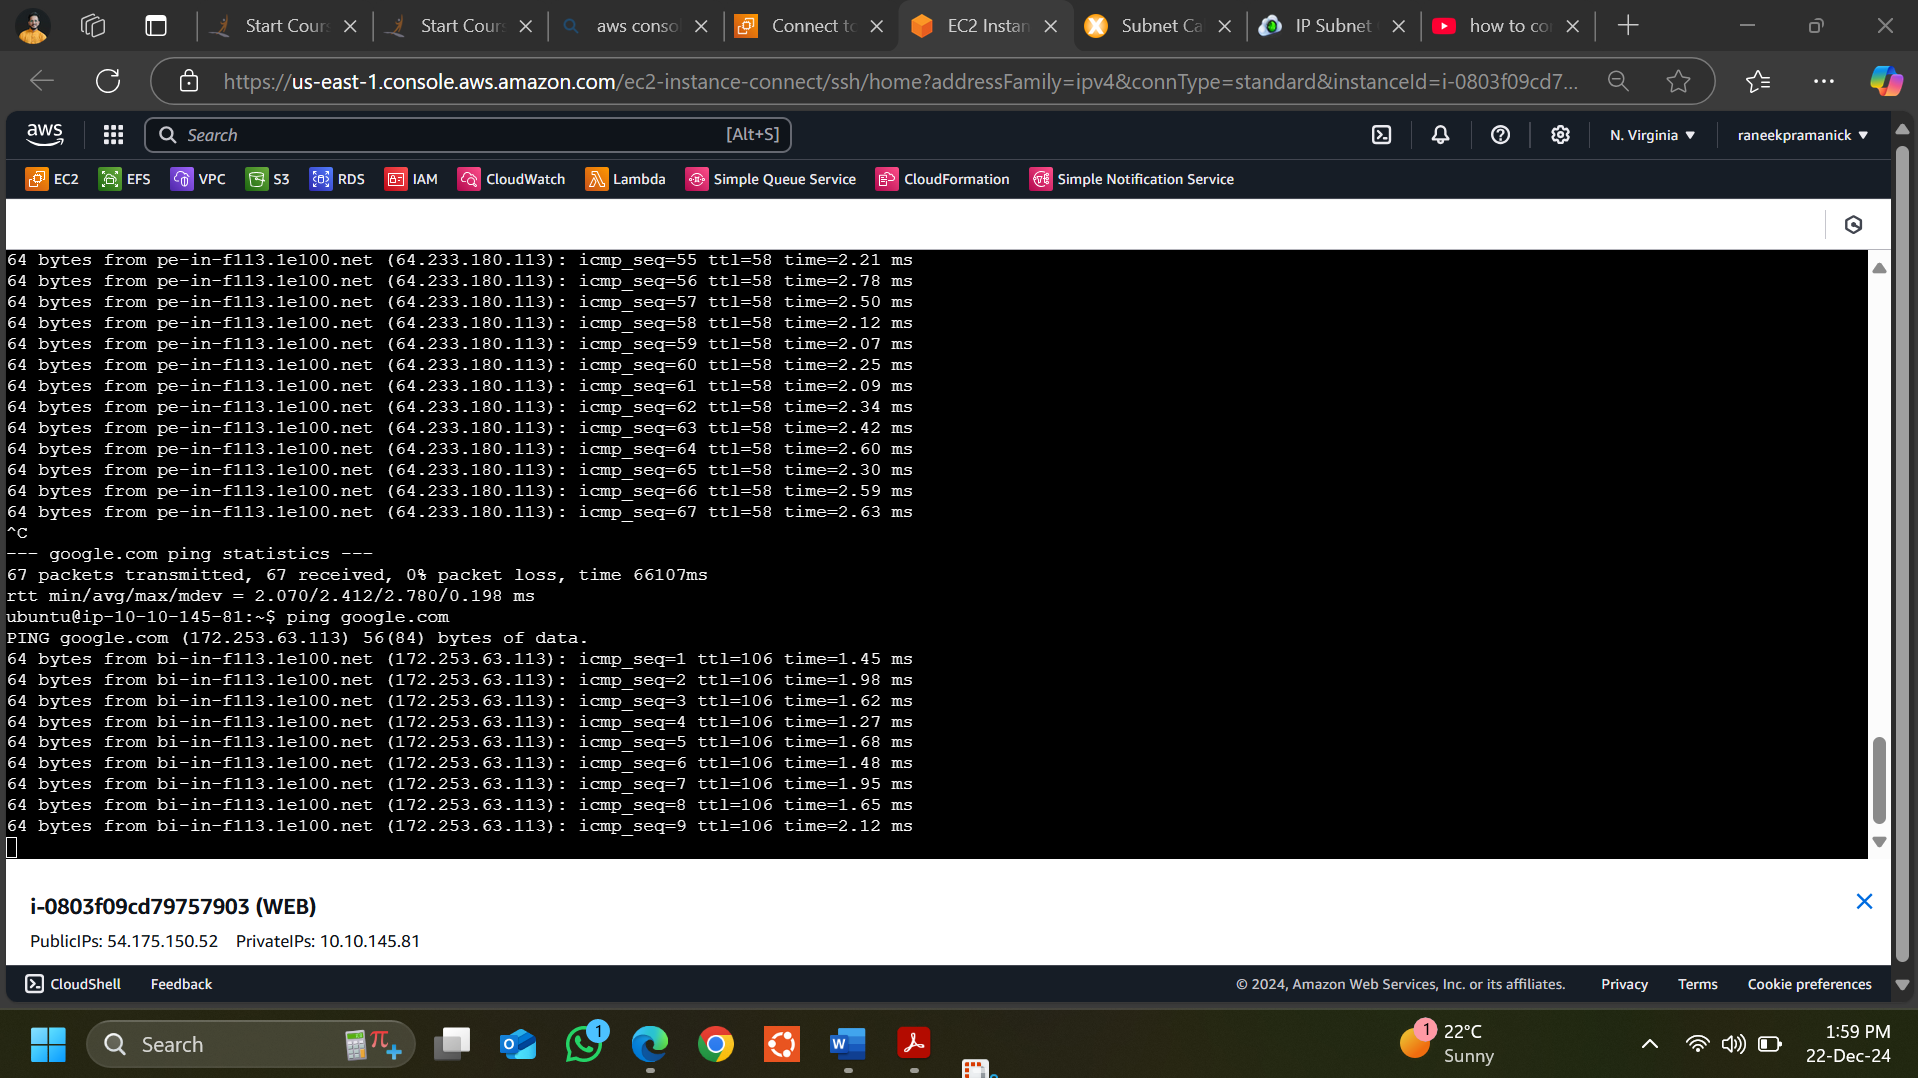 Start Cour
Start Cours
aws conso
Connect to
EC2 Instan
Subnet Ca
IP Subnet
how to co
https://us-east-1.console.aws.amazon.com/ec2-instance-connect/ssh/home?addressFamily=ipv4&connType=standard&instanceId=i-0803f09cd7...
aws
Search
[Alt+S]
N. Virginia
raneekpramanick
EC2
EFS
VPC
S3
RDS
IAM
CloudWatch
Lambda
Simple Queue Service
CloudFormation
Simple Notification Service
64 bytes from pe-in-f113.1e100.net (64.233.180.113): icmp_seq=55 ttl=58 time=2.21 ms
64 bytes from pe-in-f113.1e100.net (64.233.180.113): icmp_seq=56 ttl=58 time=2.78 ms
64 bytes from pe-in-f113.1e100.net (64.233.180.113): icmp_seq=57 ttl=58 time=2.50 ms
64 bytes from pe-in-f113.1e100.net (64.233.180.113): icmp_seq=58 ttl=58 time=2.12 ms
64 bytes from pe-in-f113.1e100.net (64.233.180.113): icmp_seq=59 ttl=58 time=2.07 ms
64 bytes from pe-in-f113.1e100.net (64.233.180.113): icmp_seq=60 ttl=58 time=2.25 ms
64 bytes from pe-in-f113.1e100.net (64.233.180.113): icmp_seq=61 ttl=58 time=2.09 ms
64 bytes from pe-in-f113.1e100.net (64.233.180.113): icmp_seq=62 ttl=58 time=2.34 ms
64 bytes from pe-in-f113.1e100.net (64.233.180.113): icmp_seq=63 ttl=58 time=2.42 ms
64 bytes from pe-in-f113.1e100.net (64.233.180.113): icmp_seq=64 ttl=58 time=2.60 ms
64 bytes from pe-in-f113.1e100.net (64.233.180.113): icmp_seq=65 ttl=58 time=2.30 ms
64 bytes from pe-in-f113.1e100.net (64.233.180.113): icmp_seq=66 ttl=58 time=2.59 ms
64 bytes from pe-in-f113.1e100.net (64.233.180.113): icmp_seq=67 ttl=58 time=2.63 ms
^C
--- google.com ping statistics ---
67 packets transmitted, 67 received, 0% packet loss, time 66107ms
rtt min/avg/max/mdev = 2.070/2.412/2.780/0.198 ms
ubuntu@ip-10-10-145-81:~$ ping google.com
PING google.com (172.253.63.113) 56(84) bytes of data.
64 bytes from bi-in-f113.1e100.net (172.253.63.113): icmp_seq=1 ttl=106 time=1.45 ms
64 bytes from bi-in-f113.1e100.net (172.253.63.113): icmp_seq=2 ttl=106 time=1.98 ms
64 bytes from bi-in-f113.1e100.net (172.253.63.113): icmp_seq=3 ttl=106 time=1.62 ms
64 bytes from bi-in-f113.1e100.net (172.253.63.113): icmp_seq=4 ttl=106 time=1.27 ms
64 bytes from bi-in-f113.1e100.net (172.253.63.113): icmp_seq=5 ttl=106 time=1.68 ms
64 bytes from bi-in-f113.1e100.net (172.253.63.113): icmp_seq=6 ttl=106 time=1.48 ms
64 bytes from bi-in-f113.1e100.net (172.253.63.113): icmp_seq=7 ttl=106 time=1.95 ms
64 bytes from bi-in-f113.1e100.net (172.253.63.113): icmp_seq=8 ttl=106 time=1.65 ms
64 bytes from bi-in-f113.1e100.net (172.253.63.113): icmp_seq=9 ttl=106 time=2.12 ms
i-0803f09cd79757903 (WEB)
PublicIPs: 54.175.150.52 PrivateIPs: 10.10.145.81
CloudShell
Feedback
© 2024, Amazon Web Services, Inc. or its affiliates.
Privacy
Terms
Cookie preferences
Search
1
1
22°C
Sunny
1:59 PM
22-Dec-24